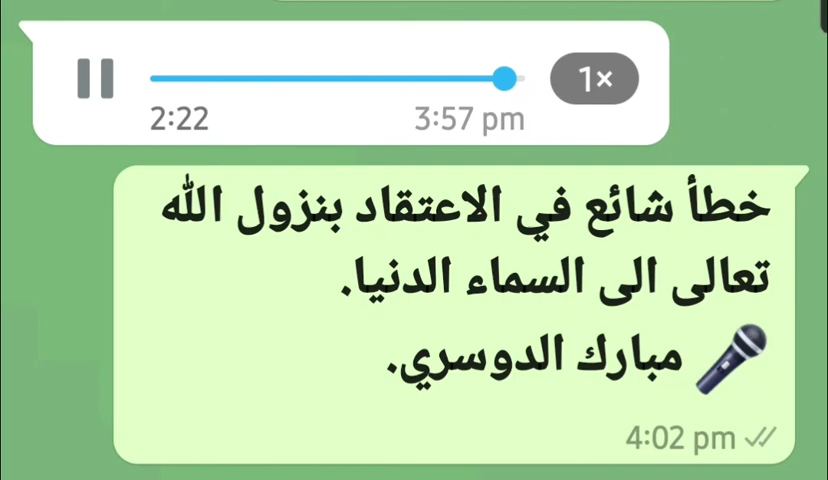 1×
2:22 3:57 pm
خطأ شائع في الاعتقاد بنزول الله
تعالى الى السماء الدنيا.
🎤 مبارك الدوسري.
4:02 pm